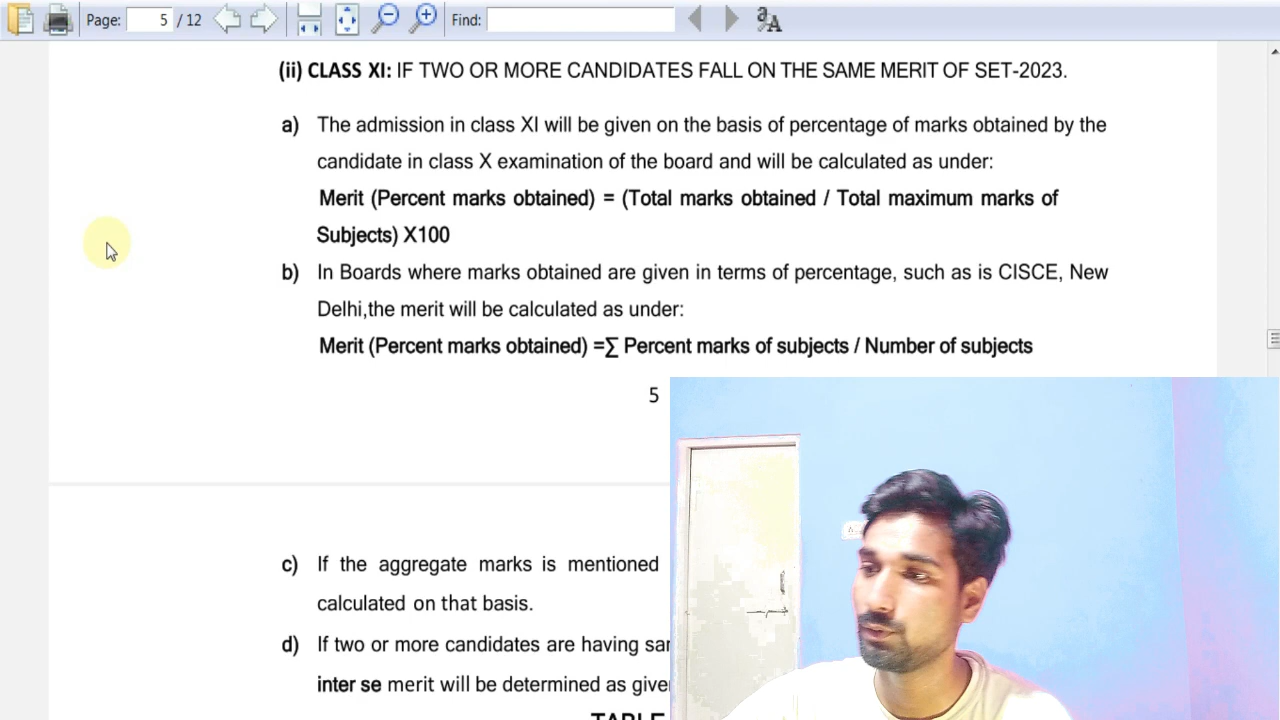 Page: 5 / 12 Find:
(ii) CLASS XI: IF TWO OR MORE CANDIDATES FALL ON THE SAME MERIT OF SET-2023.
a) The admission in class XI will be given on the basis of percentage of marks obtained by the
candidate in class X examination of the board and will be calculated as under:
Merit (Percent marks obtained) = (Total marks obtained / Total maximum marks of
Subjects) X100
b) In Boards where marks obtained are given in terms of percentage, such as is CISCE, New
Delhi,the merit will be calculated as under:
Merit (Percent marks obtained) =∑ Percent marks of subjects / Number of subjects
5
c) If the aggregate marks is mentioned
calculated on that basis.
d) If two or more candidates are having
inter se merit will be determined as
TABLE